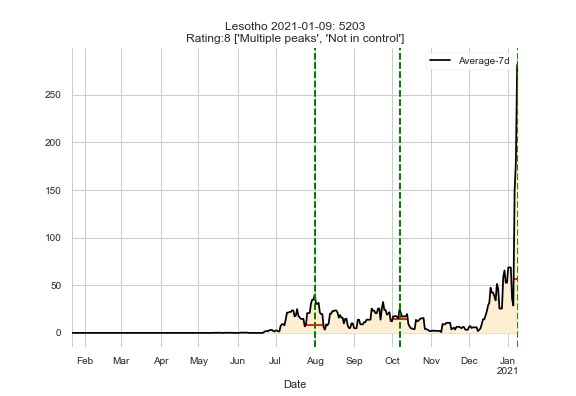 Lesotho 2021-01-09: 5203
Rating:8 ['Multiple peaks', 'Not in control']
Average-7d
250
200
150
100
50
0
Feb Mar Apr May Jun Jul Aug Sep Oct Nov Dec Jan
2021
Date